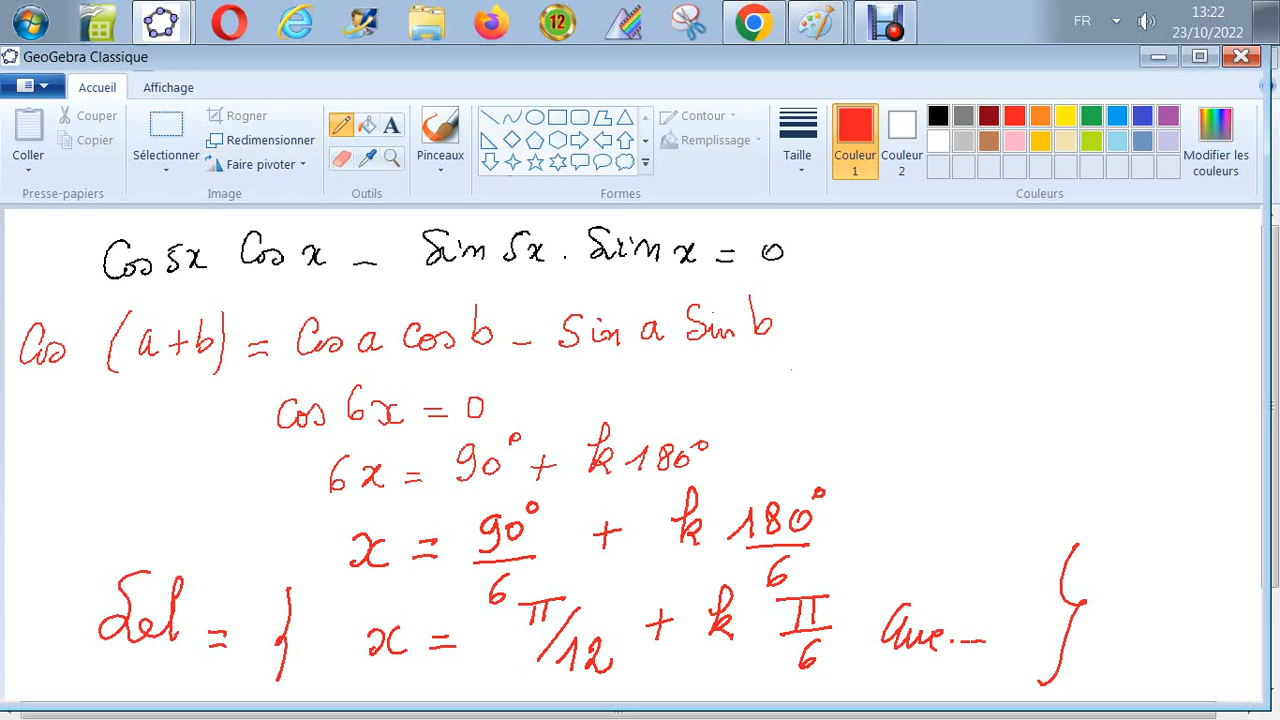 12
FR
13:22
23/10/2022
GeoGebra Classique
Accueil Affichage
Coller
Couper
Copier
Presse-papiers
Sélectionner
Rogner
Redimensionner
Faire pivoter
Image
A
Outils
Pinceaux
Contour
Remplissage
Formes
Taille
Couleur 1
Couleur 2
Modifier les couleurs
Couleurs
Cos 5x Cos x - Sin 5x . Sin x = 0
Cos (a+b) = Cos a cos b - Sin a Sin b
cos 6x = 0
6x = 90° + k 180°
x = 90°/6 + k 180°/6
Sol = { x = π/12 + k π/6 avec... }